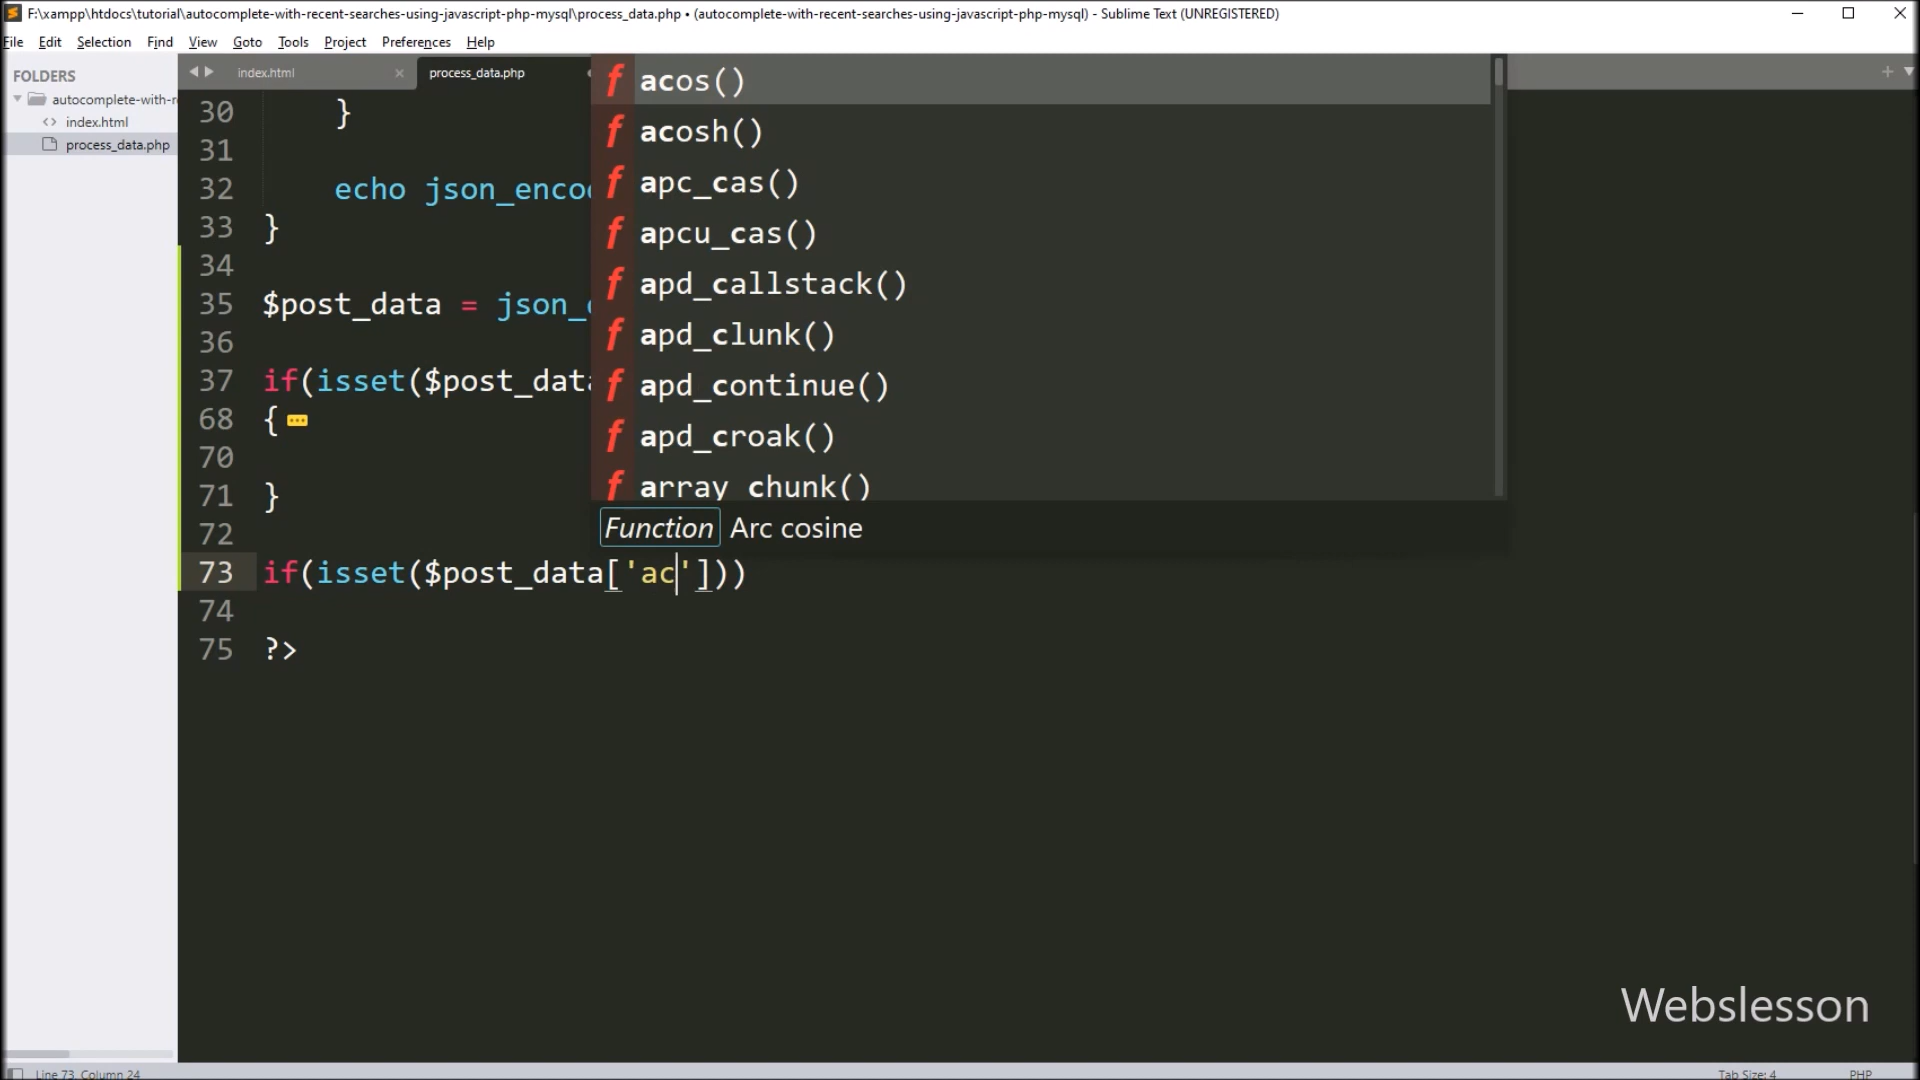 F:\xampp\htdocs\tutorial\autocomplete-with-recent-searches-using-javascript-php-mysql\process_data.php • (autocomplete-with-recent-searches-using-javascript-php-mysql) - Sublime Text (UNREGISTERED)
File Edit Selection Find View Goto Tools Project Preferences Help
FOLDERS
autocomplete-with-r
index.html
process_data.php
index.html
process_data.php
30 }
31
32 echo json_enco
33 }
34
35 $post_data = json_
36
37 if(isset($post_dat
68 {
70
71 }
72
73 if(isset($post_data['ac']))
74
75 ?>
f acos()
f acosh()
f apc_cas()
f apcu_cas()
f apd_callstack()
f apd_clunk()
f apd_continue()
f apd_croak()
f array_chunk()
Function Arc cosine
Webslesson
Line 73, Column 24
Tab Size: 4
PHP